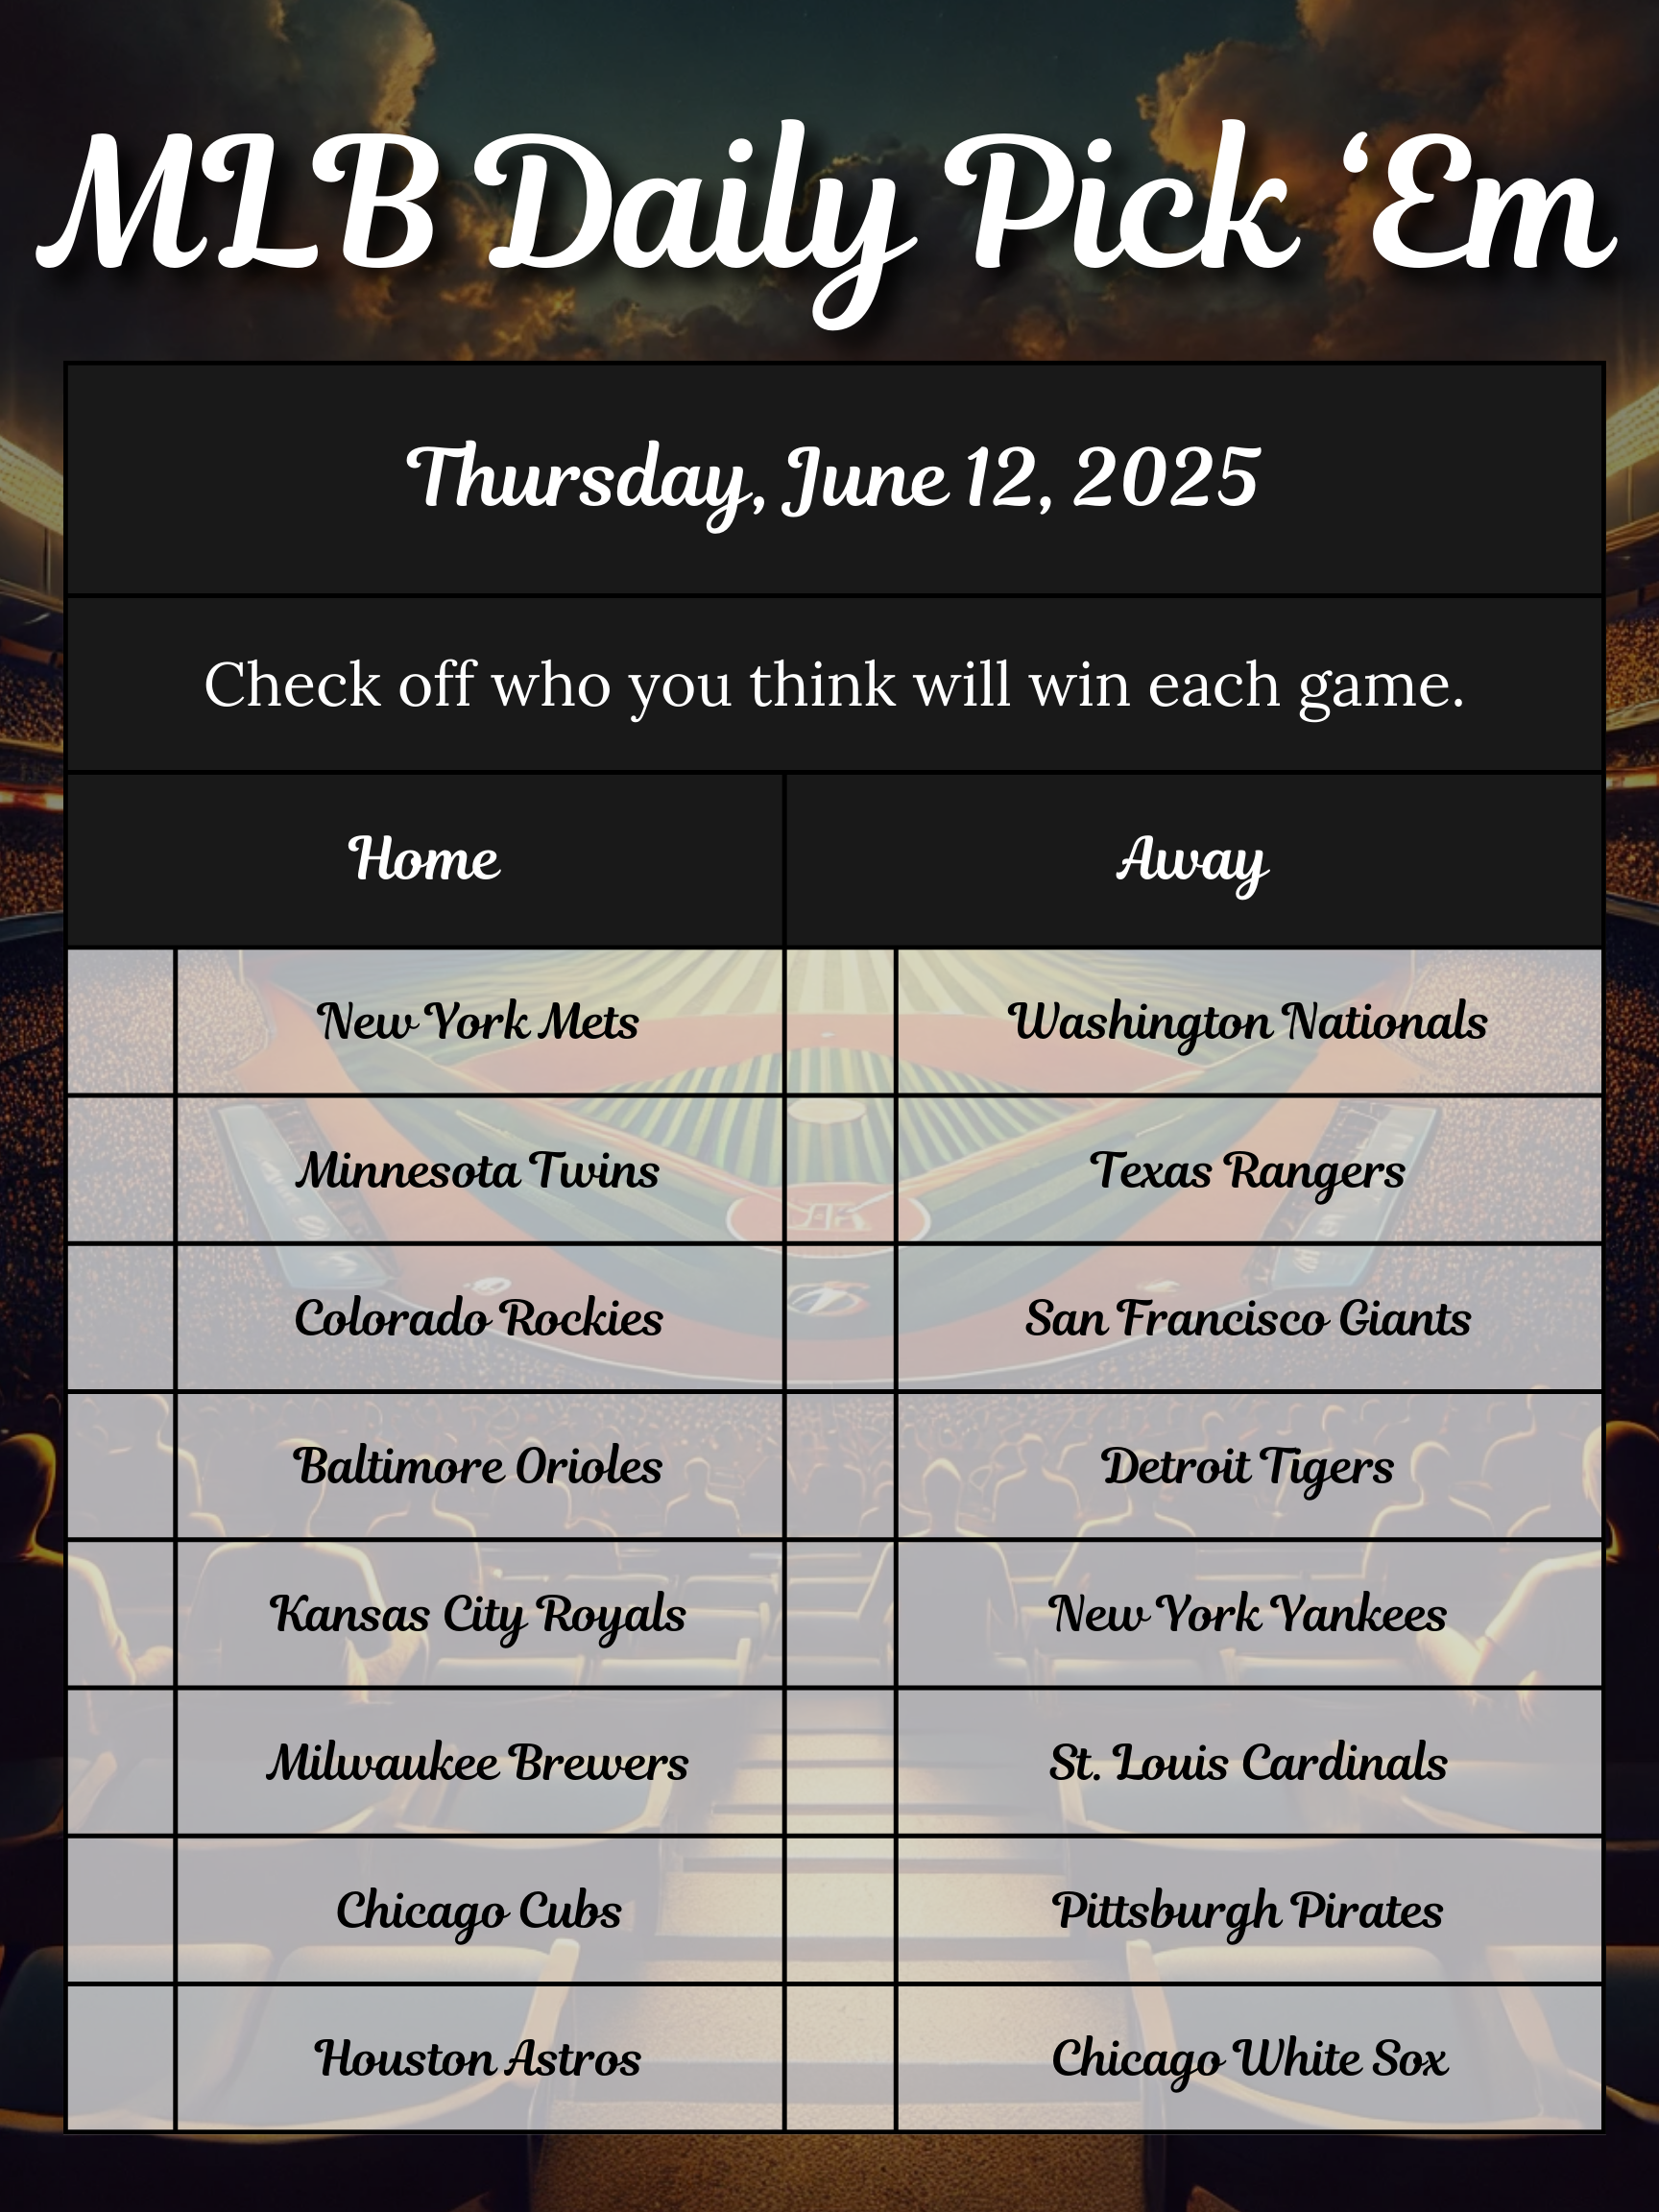 MLB Daily Pick ‘Em
Thursday, June 12, 2025
Check off who you think will win each game.
Home Away
New York Mets Washington Nationals
Minnesota Twins Texas Rangers
Colorado Rockies San Francisco Giants
Baltimore Orioles Detroit Tigers
Kansas City Royals New York Yankees
Milwaukee Brewers St. Louis Cardinals
Chicago Cubs Pittsburgh Pirates
Houston Astros Chicago White Sox